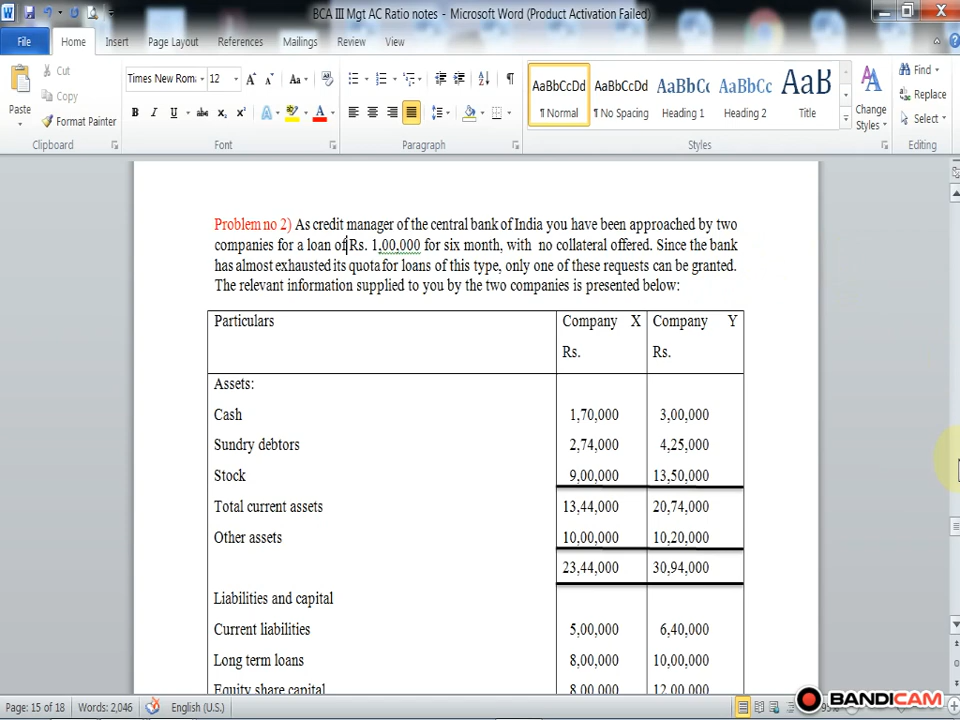 BCA III Mgt AC Ratio notes - Microsoft Word (Product Activation Failed)
File Home Insert Page Layout References Mailings Review View
Paste
Cut
Copy
Format Painter
Clipboard
Times New Rom 12
Font
Paragraph
AaBbCcDd AaBbCcDd AaBbCc AaBbCc AaB
¶ Normal ¶ No Spacing Heading 1 Heading 2 Title
Styles
Change Styles
Find
Replace
Select
Editing
Problem no 2) As credit manager of the central bank of India you have been approached by two
companies for a loan of Rs. 1,00,000 for six month, with no collateral offered. Since the bank
has almost exhausted its quota for loans of this type, only one of these requests can be granted.
The relevant information supplied to you by the two companies is presented below:
Particulars Company X Company Y
Rs. Rs.
Assets:
Cash 1,70,000 3,00,000
Sundry debtors 2,74,000 4,25,000
Stock 9,00,000 13,50,000
Total current assets 13,44,000 20,74,000
Other assets 10,00,000 10,20,000
23,44,000 30,94,000
Liabilities and capital
Current liabilities 5,00,000 6,40,000
Long term loans 8,00,000 10,00,000
Equity share capital 8,00,000 12,00,000
Page: 15 of 18 Words: 2,046 English (U.S.)
BANDICAM